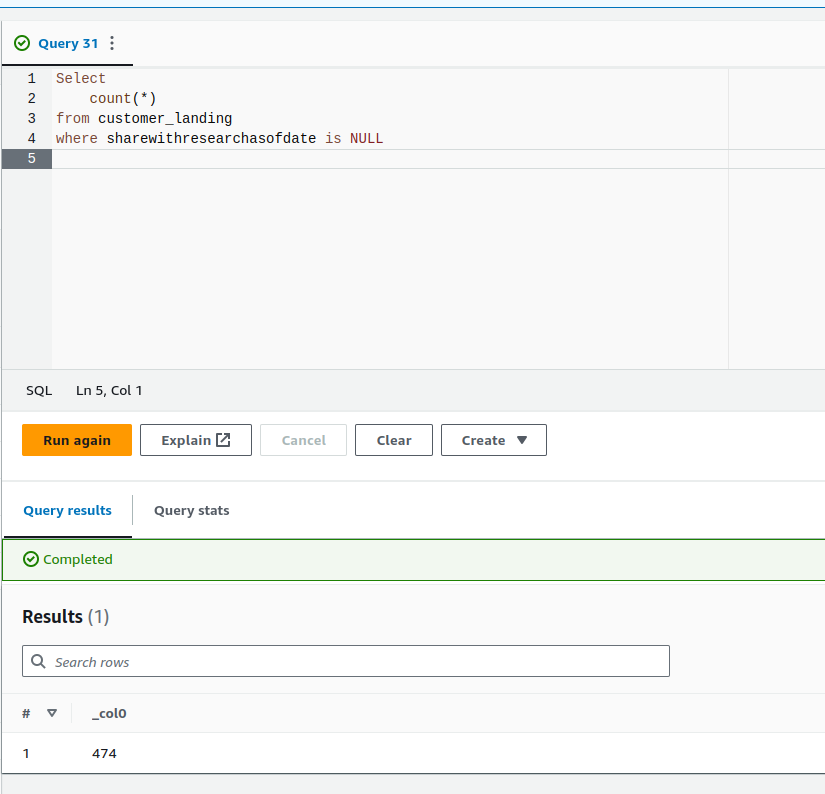 Query 31
1 Select
2     count(*)
3 from customer_landing
4 where sharewithresearchasofdate is NULL
5
SQL Ln 5, Col 1
Run again Explain Cancel Clear Create
Query results Query stats
Completed
Results (1)
Search rows
# _col0
1 474